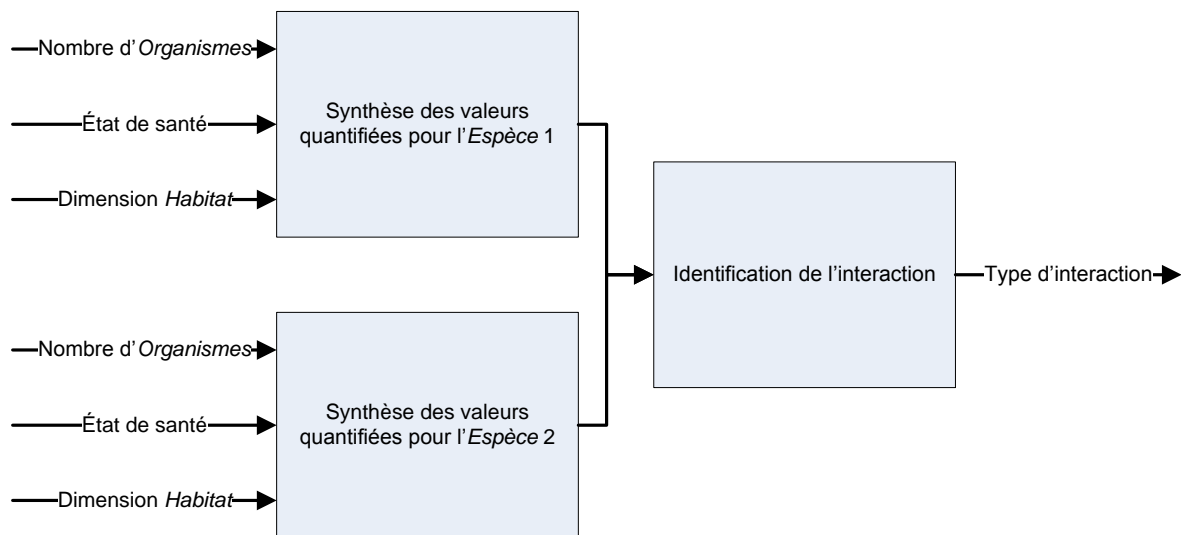 Nombre d'Organismes
État de santé
Dimension Habitat
Synthèse des valeurs
quantifiées pour l'Espèce 1
Nombre d'Organismes
État de santé
Dimension Habitat
Synthèse des valeurs
quantifiées pour l'Espèce 2
Identification de l'interaction
Type d'interaction